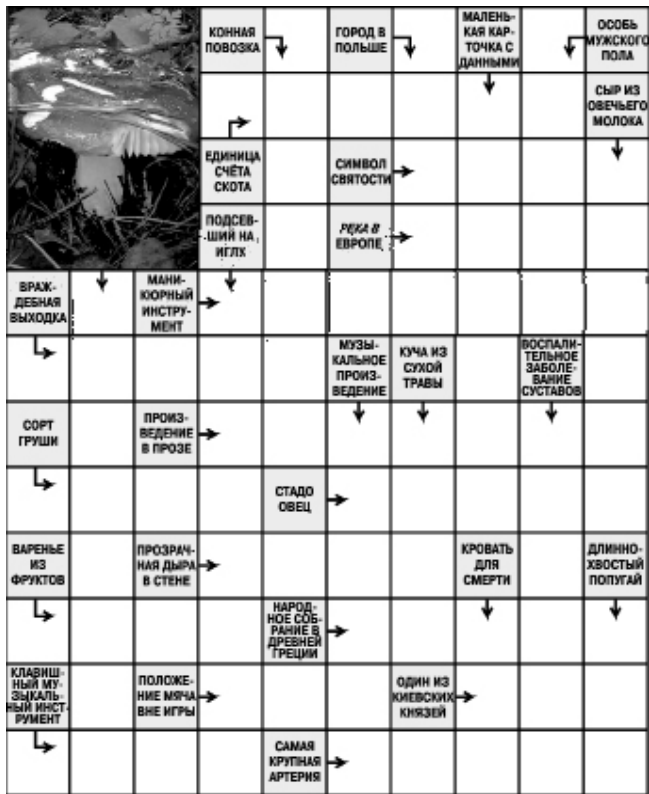 КОННАЯ
ПОВОЗКА
ГОРОД В
ПОЛЬШЕ
МАЛЕНЬ-
КАЯ КАР-
ТОЧКА С
ДАННЫМИ
ОСОБЬ
МУЖСКОГО
ПОЛА
СЫР ИЗ
ОВЕЧЬЕГО
МОЛОКА
ЕДИНИЦА
СЧЁТА
СКОТА
СИМВОЛ
СВЯТОСТИ
ПОДСЕВ-
ШИЙ НА
ИГЛУ
РЕКА В
ЕВРОПЕ
ВРАЖ-
ДЕБНАЯ
ВЫХОДКА
МАНИ-
КЮРНЫЙ
ИНСТРУ-
МЕНТ
МУЗЫ-
КАЛЬНОЕ
ПРОИЗ-
ВЕДЕНИЕ
КУЧА ИЗ
СУХОЙ
ТРАВЫ
ВОСПАЛИ-
ТЕЛЬНОЕ
ЗАБОЛЕ-
ВАНИЕ
СУСТАВОВ
СОРТ
ГРУШИ
ПРОИЗ-
ВЕДЕНИЕ
В ПРОЗЕ
СТАДО
ОВЕЦ
ВАРЕНЬЕ
ИЗ
ФРУКТОВ
ПРОЗРАЧ-
НАЯ ДЫРА
В СТЕНЕ
КРОВАТЬ
ДЛЯ
СМЕРТИ
ДЛИННО-
ХВОСТЫЙ
ПОПУГАЙ
НАРОД-
НОЕ СОБ-
РАНИЕ В
ДРЕВНЕЙ
ГРЕЦИИ
КЛАВИШ-
НЫЙ МУ-
ЗЫКАЛЬ-
НЫЙ ИНСТ-
РУМЕНТ
ПОЛОЖЕ-
НИЕ МЯЧА
ВНЕ ИГРЫ
ОДИН ИЗ
КИЕВСКИХ
КНЯЗЕЙ
САМАЯ
КРУПНАЯ
АРТЕРИЯ